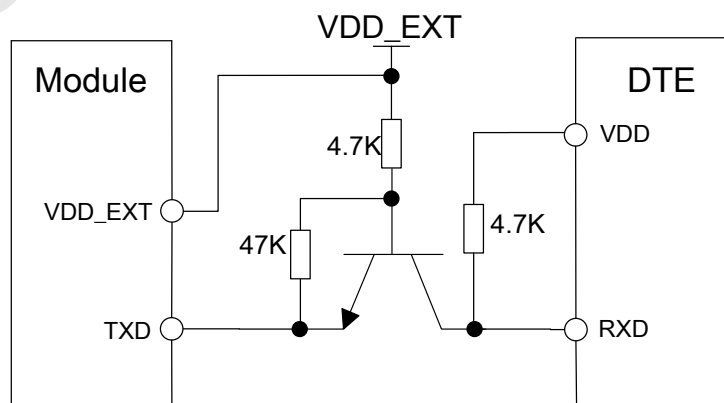 VDD_EXT
Module
DTE
4.7K
VDD
VDD_EXT
47K
4.7K
TXD
RXD